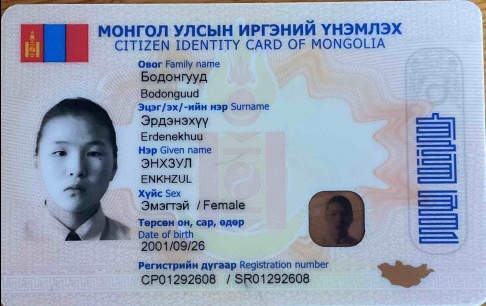 МОНГОЛ УЛСЫН ИРГЭНИЙ ҮНЭМЛЭХ
CITIZEN IDENTITY CARD OF MONGOLIA
Овог Family name
Бодонгууд
Bodonguud
Эцэг/эх/-ийн нэр Surname
Эрдэнэхүү
Erdenekhuu
Нэр Given name
ЭНХЗУЛ
ENKHZUL
Хүйс Sex
Эмэгтэй / Female
Төрсөн он, сар, өдөр
Date of birth
2001/09/26
Регистрийн дугаар Registration number
СР01292608 / SR01292608